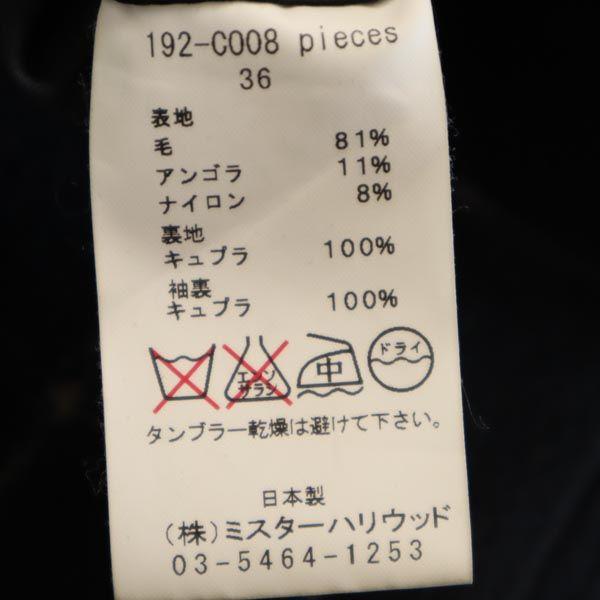 192-C008 pieces
36
表地
毛 81%
アンゴラ 11%
ナイロン 8%
裏地
キュプラ 100%
袖裏
キュプラ 100%
エンソ サラシ 中 ドライ
タンブラー乾燥は避けて下さい。
日本製
(株)ミスターハリウッド
03-5464-1253